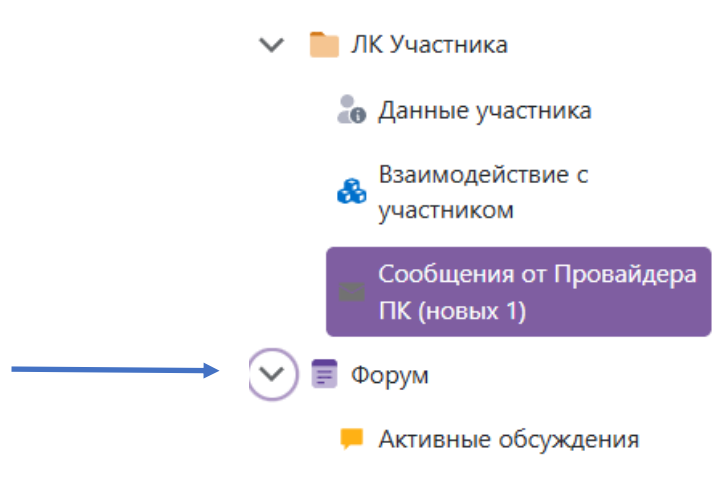 ЛК Участника
Данные участника
Взаимодействие с
участником
Сообщения от Провайдера
ПК (новых 1)
Форум
Активные обсуждения